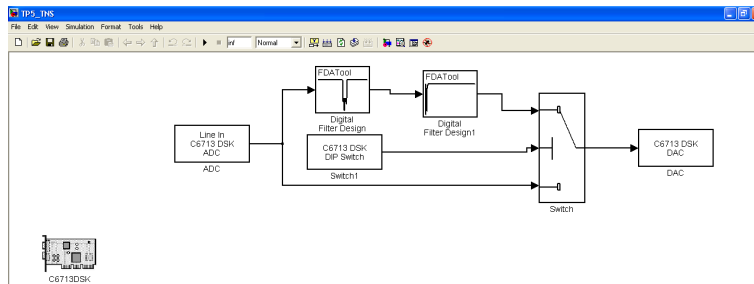 TP5_TNS
File Edit View Simulation Format Tools Help
inf Normal
FDATool
Digital
Filter Design
FDATool
Digital
Filter Design1
Line In
C6713 DSK
ADC
ADC
C6713 DSK
DIP Switch
Switch1
Switch
C6713 DSK
DAC
DAC
C6713DSK